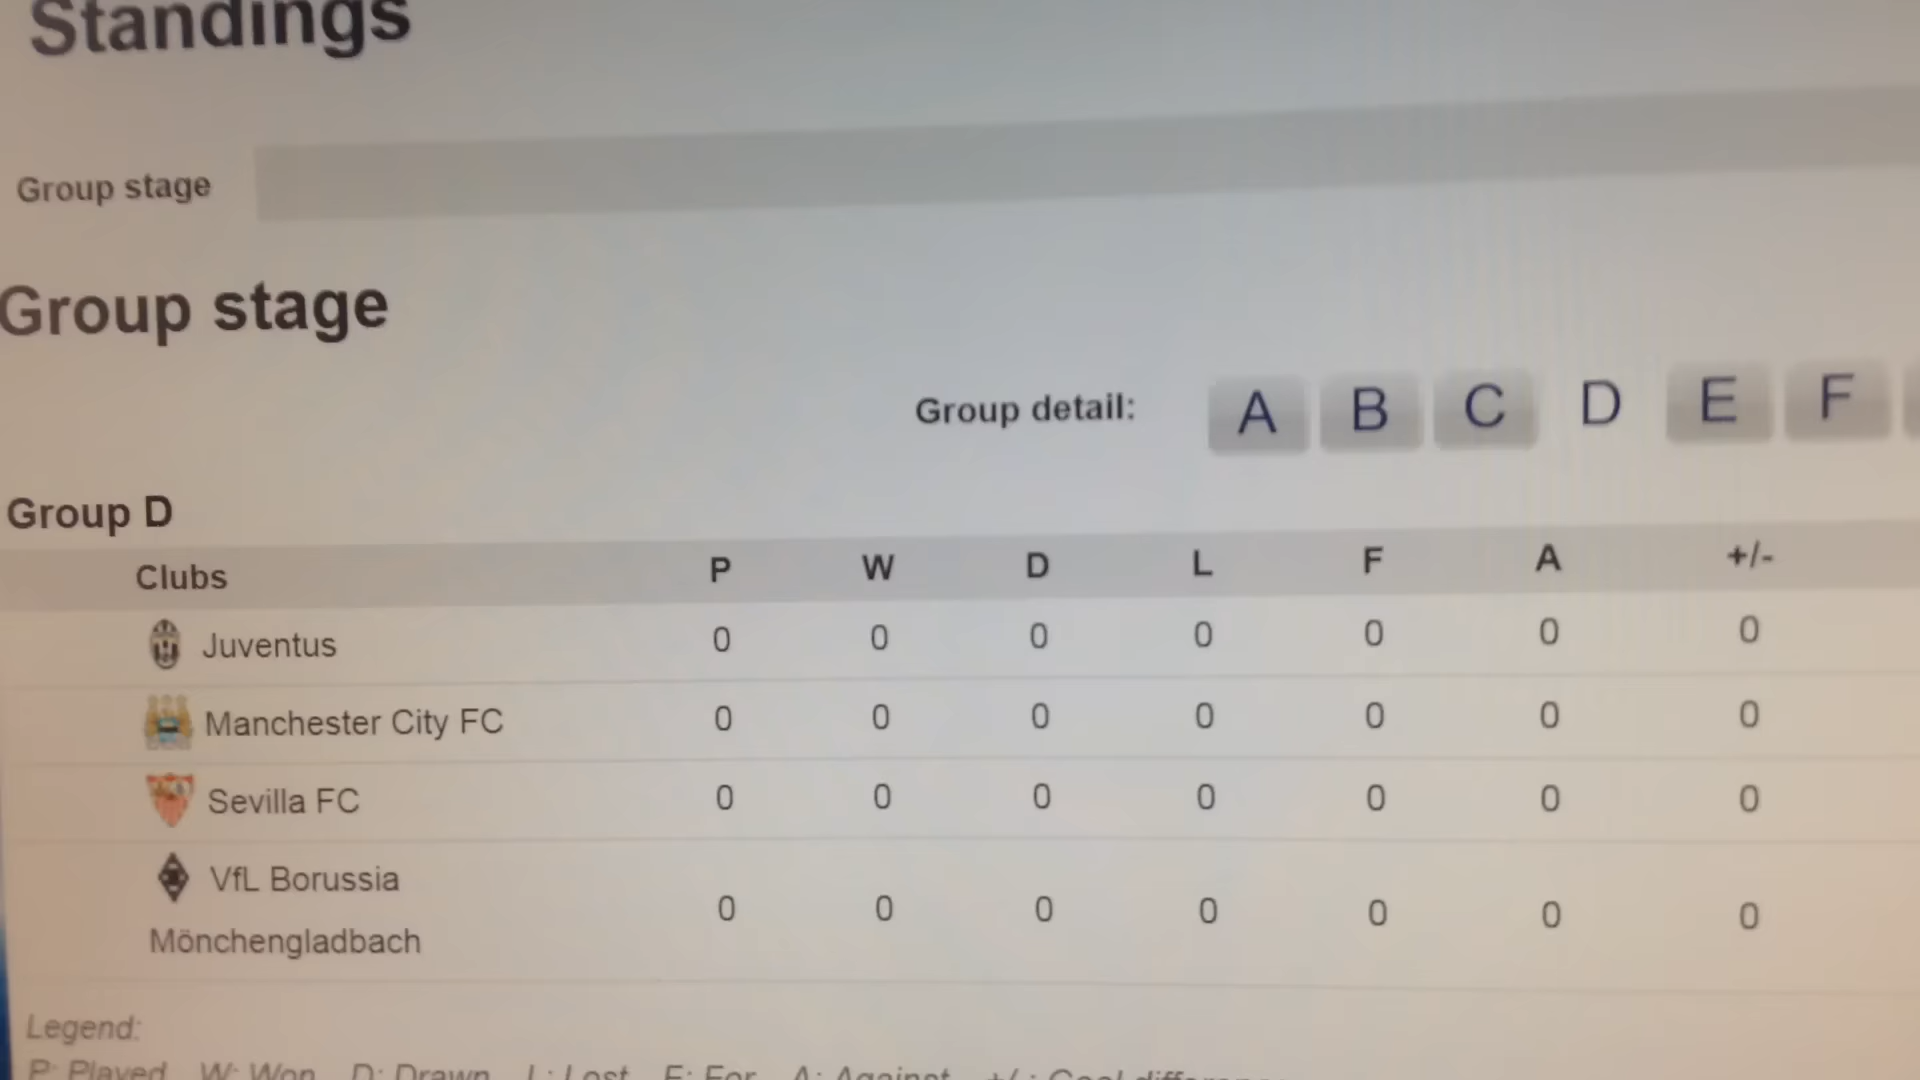 Standings
Group stage
Group stage
Group detail: A B C D E F
Group D
Clubs P W D L F A +/-
Juventus 0 0 0 0 0 0 0
Manchester City FC 0 0 0 0 0 0 0
Sevilla FC 0 0 0 0 0 0 0
VfL Borussia
Mönchengladbach 0 0 0 0 0 0 0
Legend:
P: Played W: Won D: Drawn L: Lost F: For A: Against +/-: Goal difference